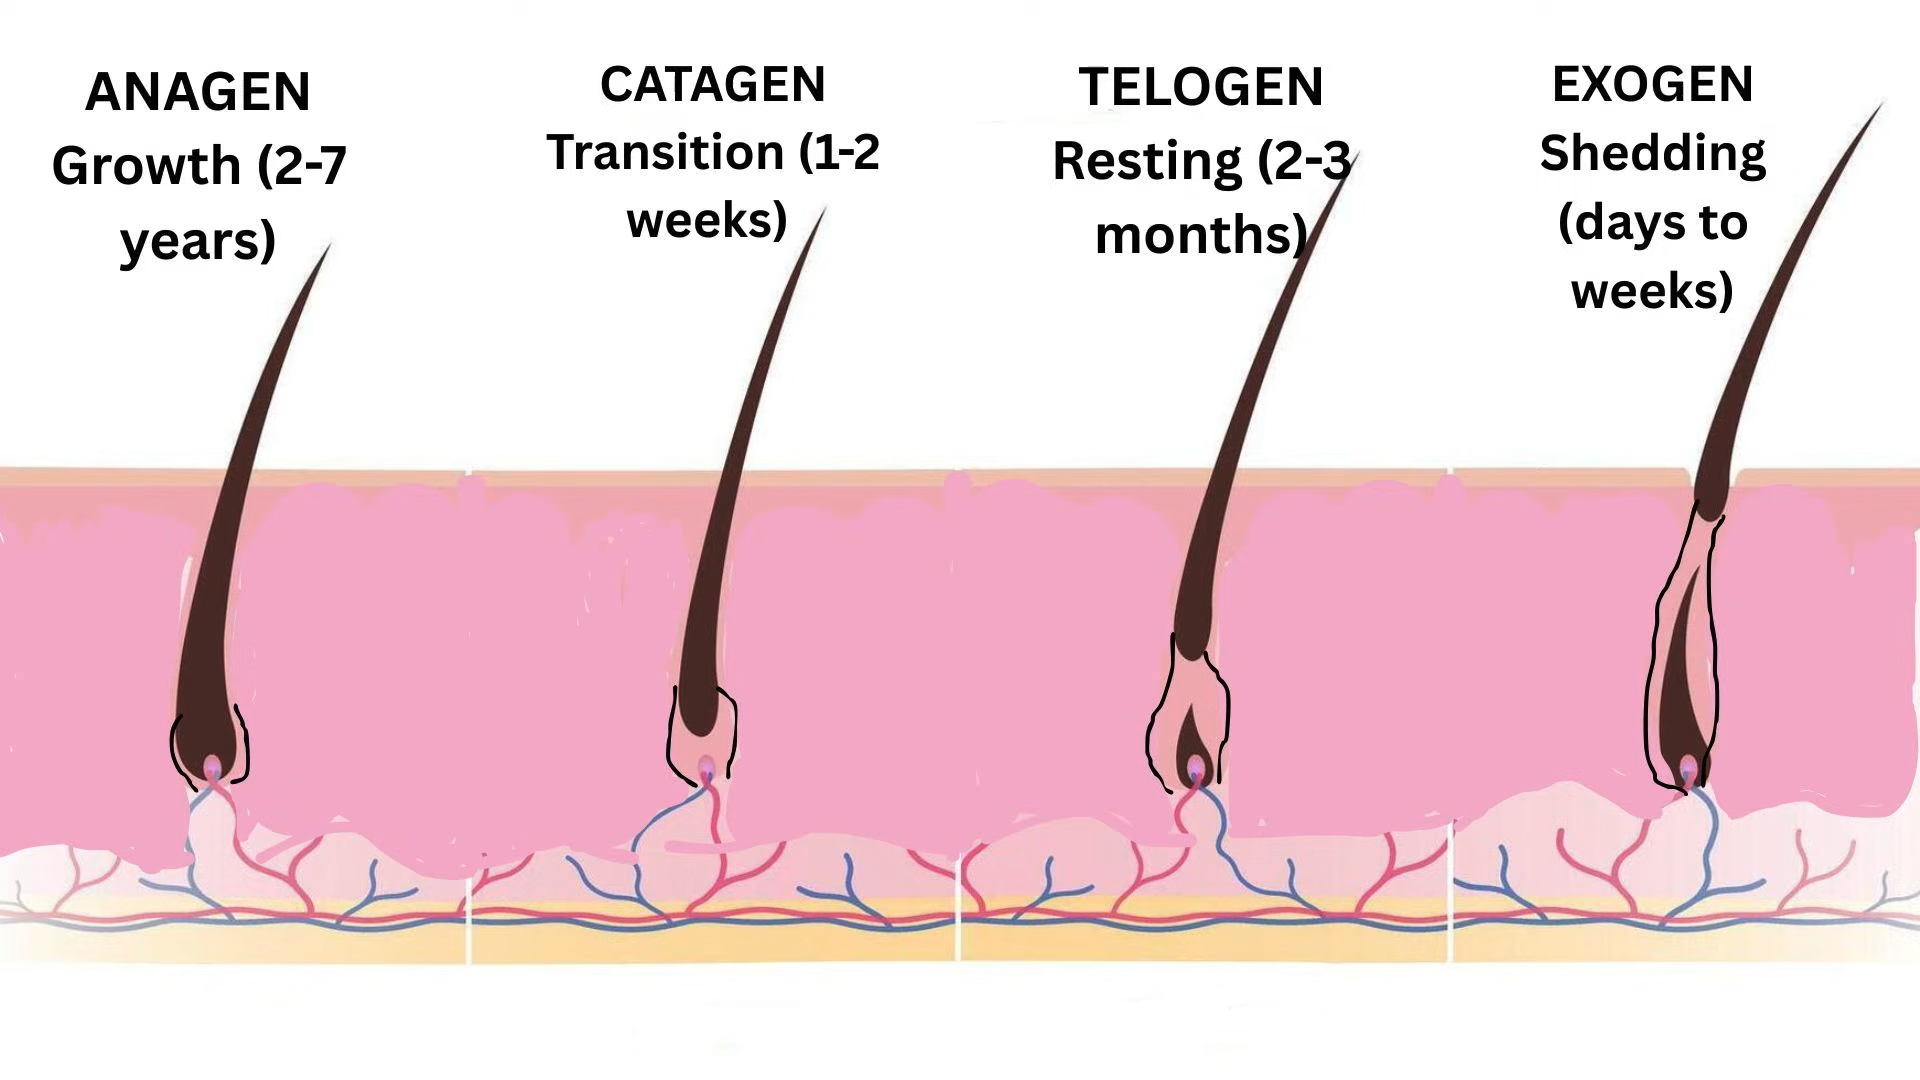 ANAGEN
Growth (2-7
years)
CATAGEN
Transition (1-2
weeks)
TELOGEN
Resting (2-3
months)
EXOGEN
Shedding
(days to
weeks)